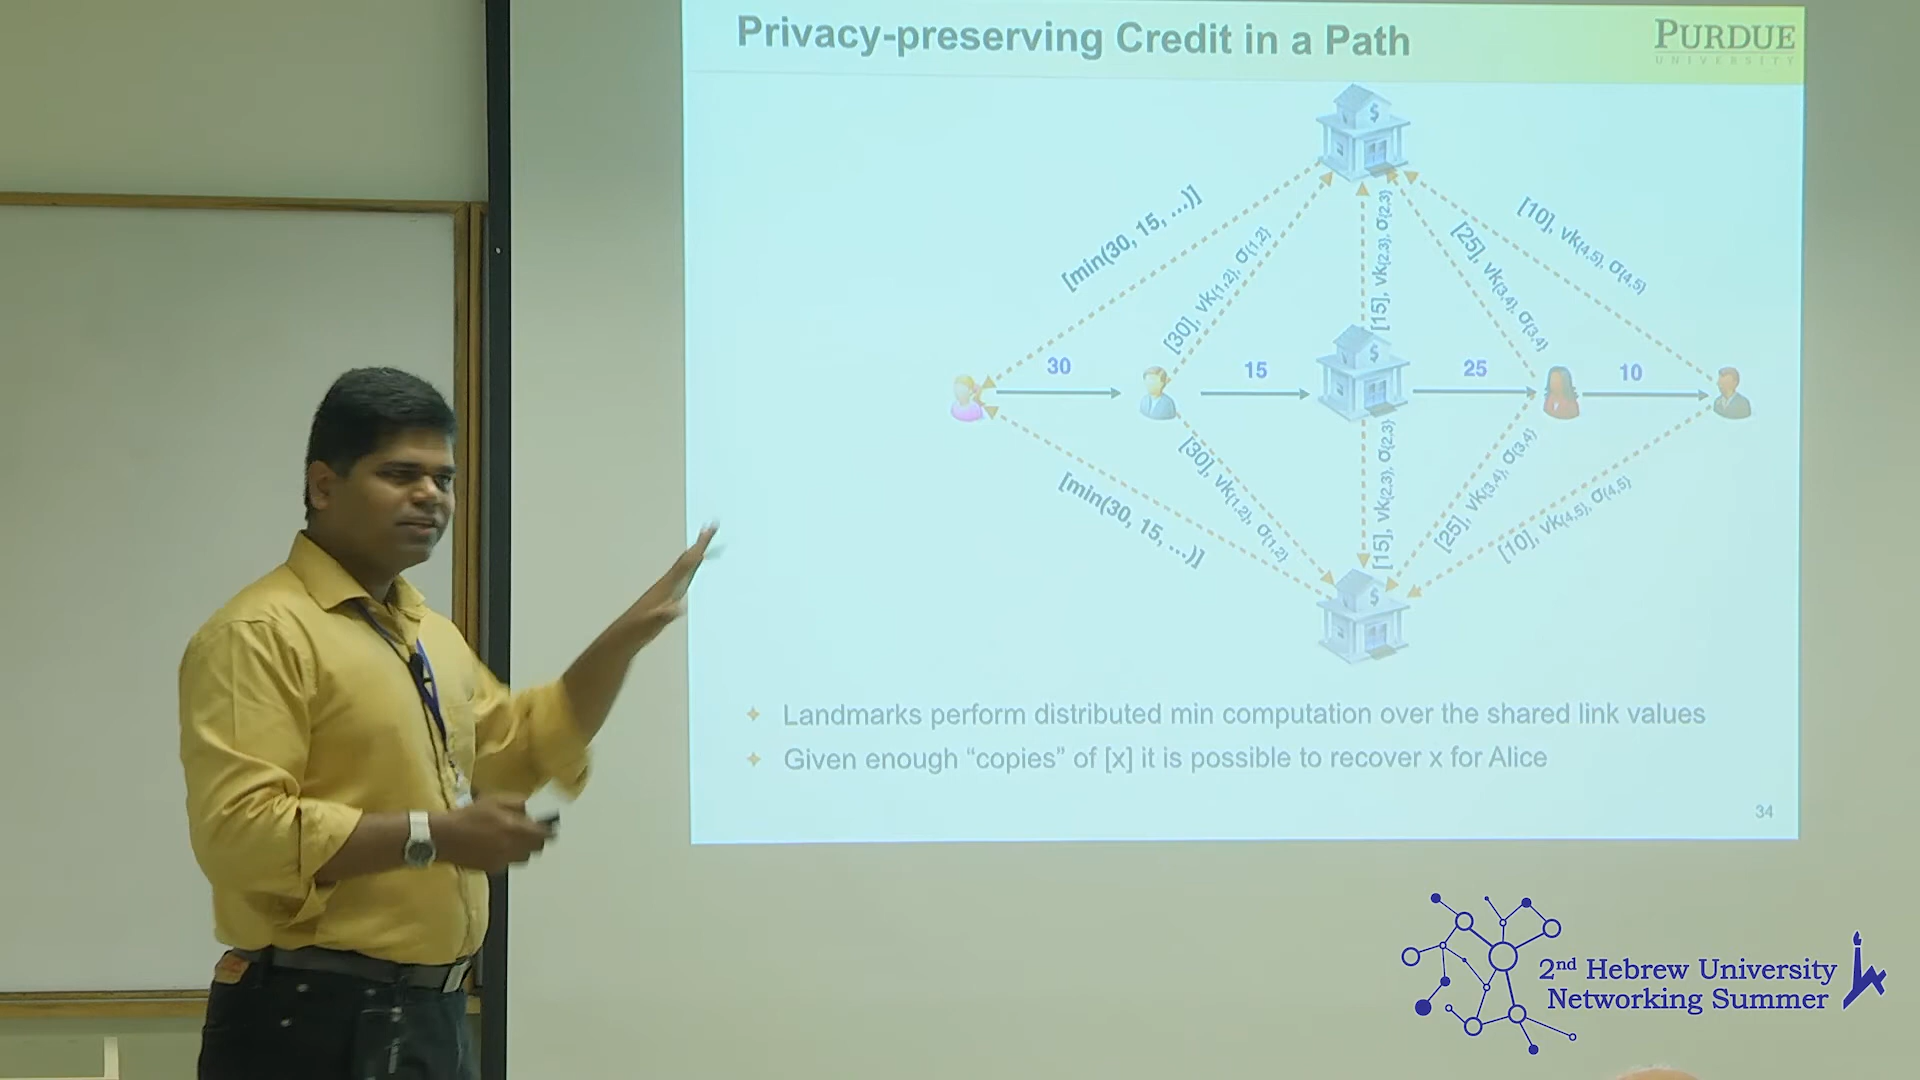 Privacy-preserving Credit in a Path
PURDUE
UNIVERSITY
$
[min(30, 15, ...)]
[30], vk{1,2}, σ{1,2}
[15], vk{2,3}, σ{2,3}
[25], vk{3,4}, σ{3,4}
[10], vk{4,5}, σ{4,5}
30
15
$
25
10
[min(30, 15, ...)]
[30], vk{1,2}, σ{1,2}
[15], vk{2,3}, σ{2,3}
[25], vk{3,4}, σ{3,4}
[10], vk{4,5}, σ{4,5}
$
Landmarks perform distributed min computation over the shared link values
Given enough “copies” of [x] it is possible to recover x for Alice
34
2nd Hebrew University
Networking Summer